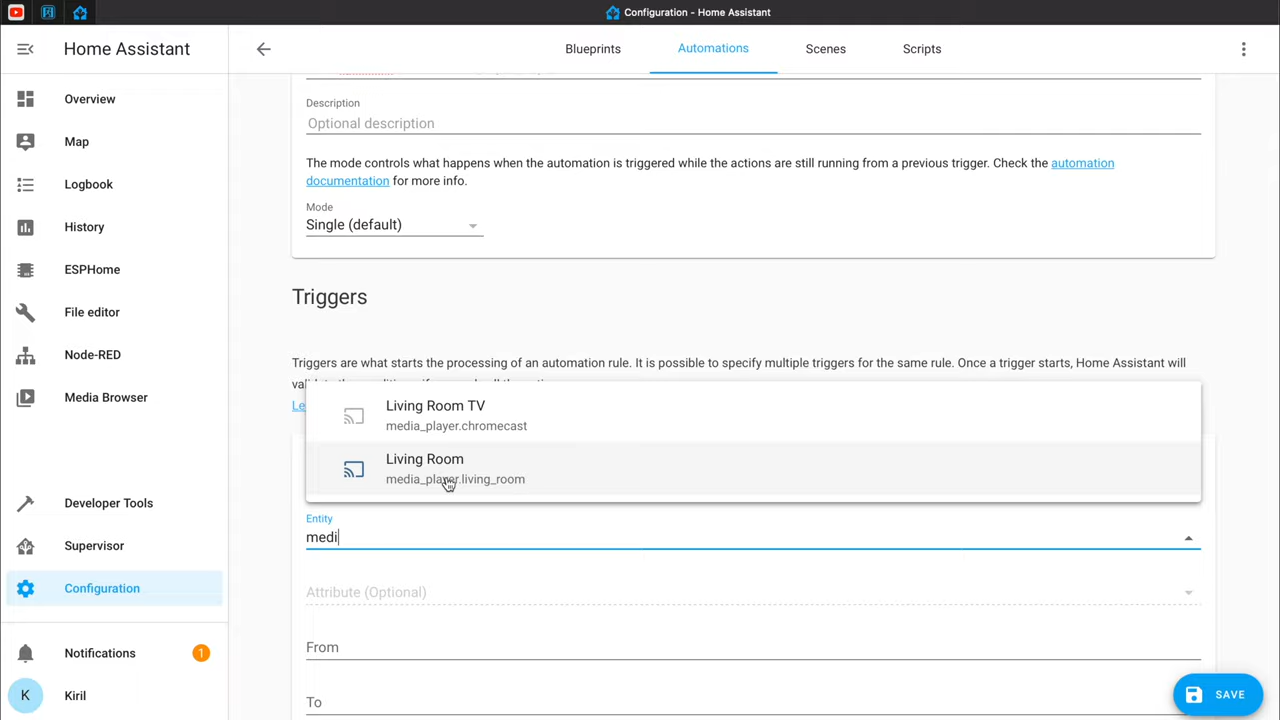 Configuration - Home Assistant
Home Assistant
Blueprints
Automations
Scenes
Scripts
Overview
Map
Logbook
History
ESPHome
File editor
Node-RED
Media Browser
Developer Tools
Supervisor
Configuration
Notifications
1
K
Kiril
Description
Optional description
The mode controls what happens when the automation is triggered while the actions are still running from a previous trigger. Check the automation
documentation for more info.
Mode
Single (default)
Triggers
Triggers are what starts the processing of an automation rule. It is possible to specify multiple triggers for the same rule. Once a trigger starts, Home Assistant will
Living Room TV
media_player.chromecast
Living Room
media_player.living_room
Entity
medi
Attribute (Optional)
From
To
SAVE